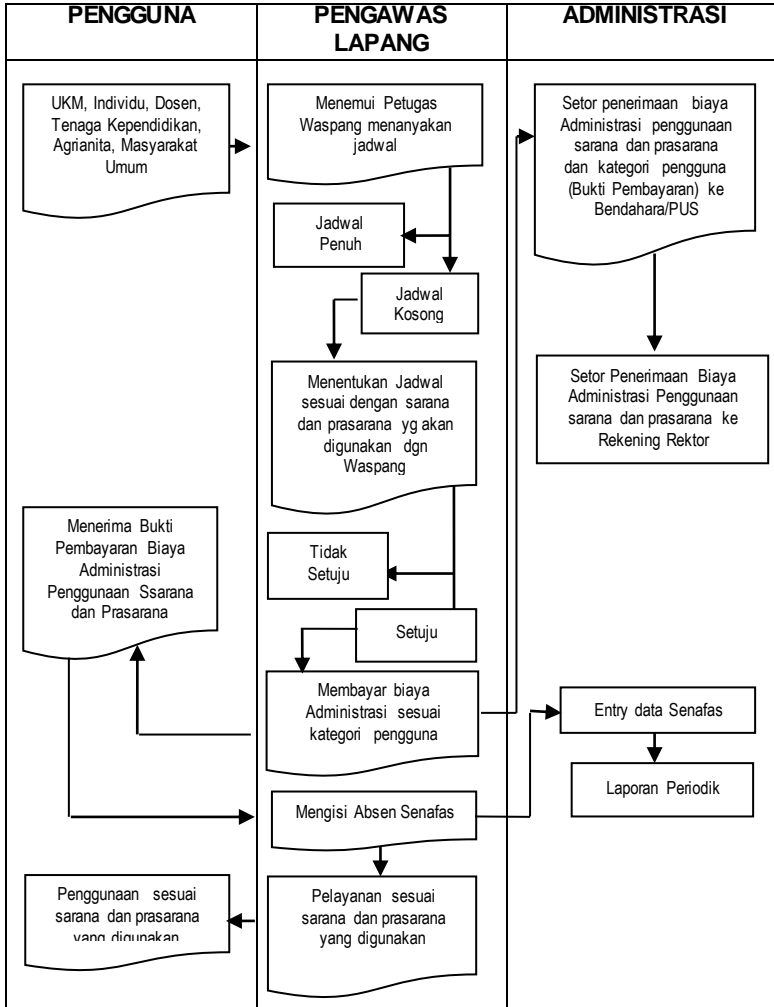 PENGGUNA
PENGAWAS
LAPANG
ADMINISTRASI
UKM, Individu, Dosen,
Tenaga Kependidikan,
Agrianita, Masyarakat
Umum
Menemui Petugas
Waspang menanyakan
jadwal
Setor penerimaan biaya
Administrasi penggunaan
sarana dan prasarana
dan kategori pengguna
(Bukti Pembayaran) ke
Bendahara/PUS
Jadwal
Penuh
Jadwal
Kosong
Menentukan Jadwal
sesuai dengan sarana
dan prasarana yg akan
digunakan dgn
Waspang
Setor Penerimaan Biaya
Administrasi Penggunaan
sarana dan prasarana ke
Rekening Rektor
Menerima Bukti
Pembayaran Biaya
Administrasi
Penggunaan Ssarana
dan Prasarana
Tidak
Setuju
Setuju
Membayar biaya
Administrasi sesuai
kategori pengguna
Entry data Senafas
Laporan Periodik
Mengisi Absen Senafas
Penggunaan sesuai
sarana dan prasarana
yang digunakan
Pelayanan sesuai
sarana dan prasarana
yang digunakan